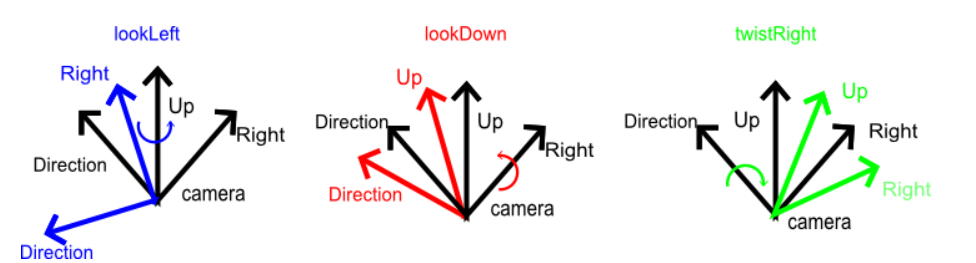 lookLeft
Right
Up
Right
Direction
camera
Direction
lookDown
Up
Direction
Up
Right
Direction
camera
twistRight
Up
Direction
Up
Right
Right
camera